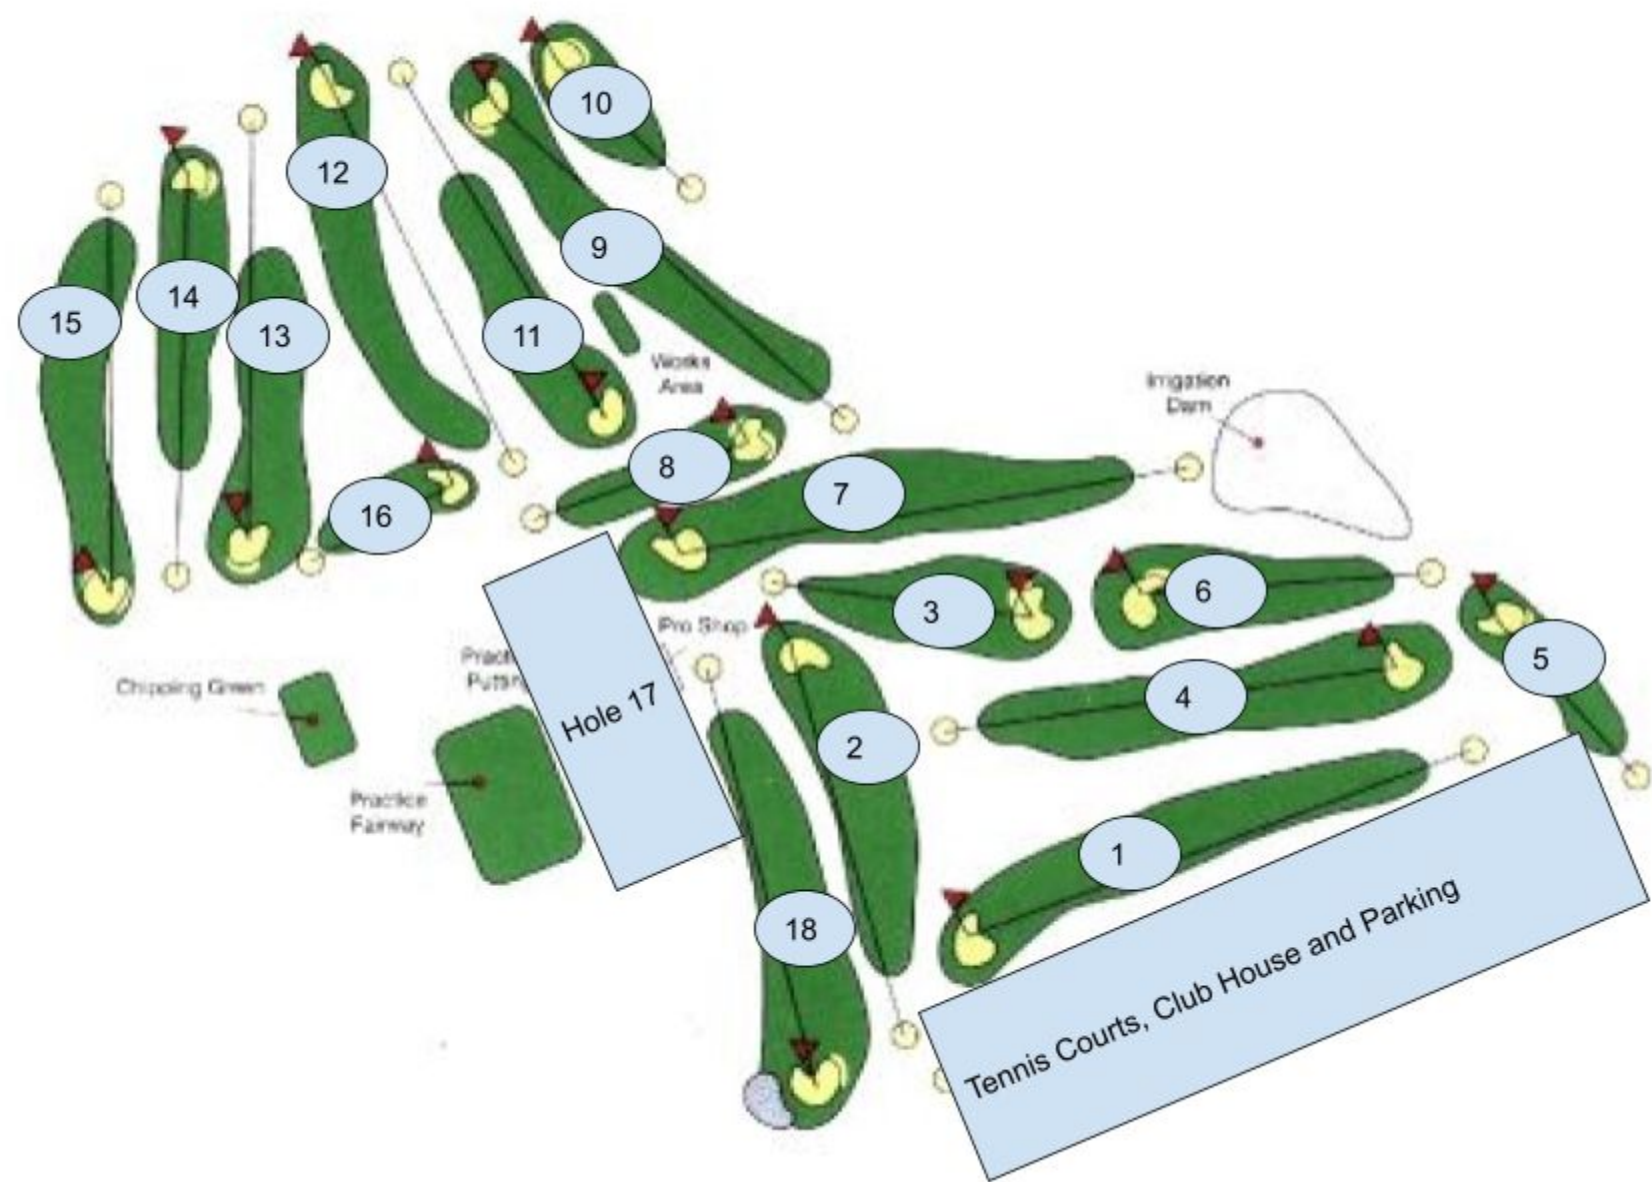 10
12
9
14
15
13
11
Works
Area
Irrigation
Dam
8
7
16
6
3
Pro Shop
5
Chipping Green
4
Hole 17
2
Practice
Fairway
1
18
Tennis Courts, Club House and Parking